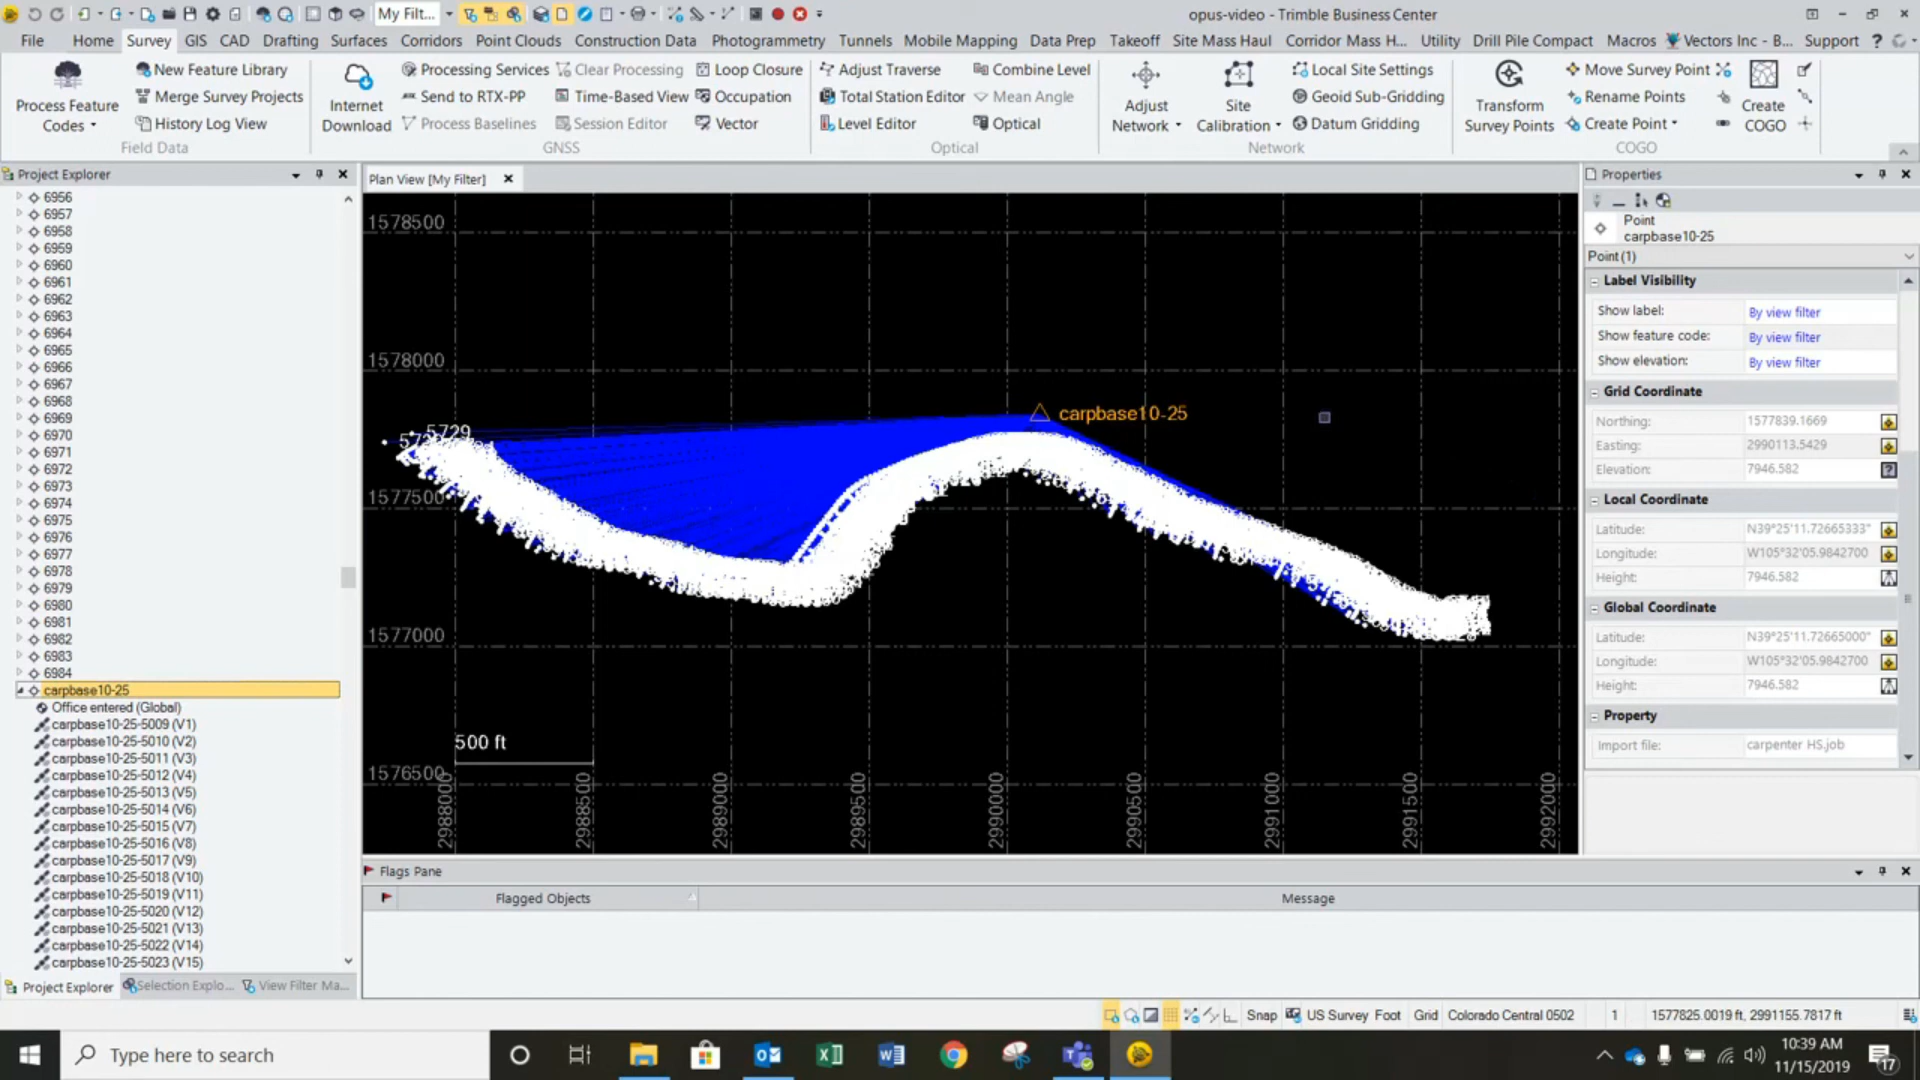 My Filt...
opus-video - Trimble Business Center
File Home Survey GIS CAD Drafting Surfaces Corridors Point Clouds Construction Data Photogrammetry Tunnels Mobile Mapping Data Prep Takeoff Site Mass Haul Corridor Mass H... Utility Drill Pile Compact Macros Vectors Inc - B... Support ?
Process Feature Codes
New Feature Library
Merge Survey Projects
History Log View
Field Data
Internet Download
Processing Services
Send to RTX-PP
Process Baselines
Clear Processing
Time-Based View
Session Editor
Loop Closure
Occupation
Vector
GNSS
Adjust Traverse
Total Station Editor
Level Editor
Combine Level
Mean Angle
Optical
Optical
Adjust Network
Site Calibration
Local Site Settings
Geoid Sub-Gridding
Datum Gridding
Network
Transform Survey Points
Move Survey Point
Rename Points
Create Point
Create COGO
COGO
Project Explorer
6956
6957
6958
6959
6960
6961
6962
6963
6964
6965
6966
6967
6968
6969
6970
6971
6972
6973
6974
6975
6976
6977
6978
6979
6980
6981
6982
6983
6984
carpbase10-25
Office entered (Global)
carpbase10-25-5009 (V1)
carpbase10-25-5010 (V2)
carpbase10-25-5011 (V3)
carpbase10-25-5012 (V4)
carpbase10-25-5013 (V5)
carpbase10-25-5014 (V6)
carpbase10-25-5015 (V7)
carpbase10-25-5016 (V8)
carpbase10-25-5017 (V9)
carpbase10-25-5018 (V10)
carpbase10-25-5019 (V11)
carpbase10-25-5020 (V12)
carpbase10-25-5021 (V13)
carpbase10-25-5022 (V14)
carpbase10-25-5023 (V15)
Project Explorer Selection Explo... View Filter Ma...
Plan View [My Filter]
1578500
1578000
1577500
1577000
1576500
5729
carpbase10-25
500 ft
2988000 2988500 2989000 2989500 2990000 2990500 2991000 2991500 2992000
Flags Pane
Flagged Objects Message
Properties
Point
carpbase10-25
Point (1)
Label Visibility
Show label: By view filter
Show feature code: By view filter
Show elevation: By view filter
Grid Coordinate
Northing: 1577839.1669
Easting: 2990113.5429
Elevation: 7946.582
Local Coordinate
Latitude: N39°25'11.72665333"
Longitude: W105°32'05.9842700
Height: 7946.582
Global Coordinate
Latitude: N39°25'11.72665000"
Longitude: W105°32'05.9842700
Height: 7946.582
Property
Import file: carpenter HS.job
Snap US Survey Foot Grid Colorado Central 0502 1 1577825.0019 ft, 2991155.7817 ft
Type here to search
10:39 AM
11/15/2019
17